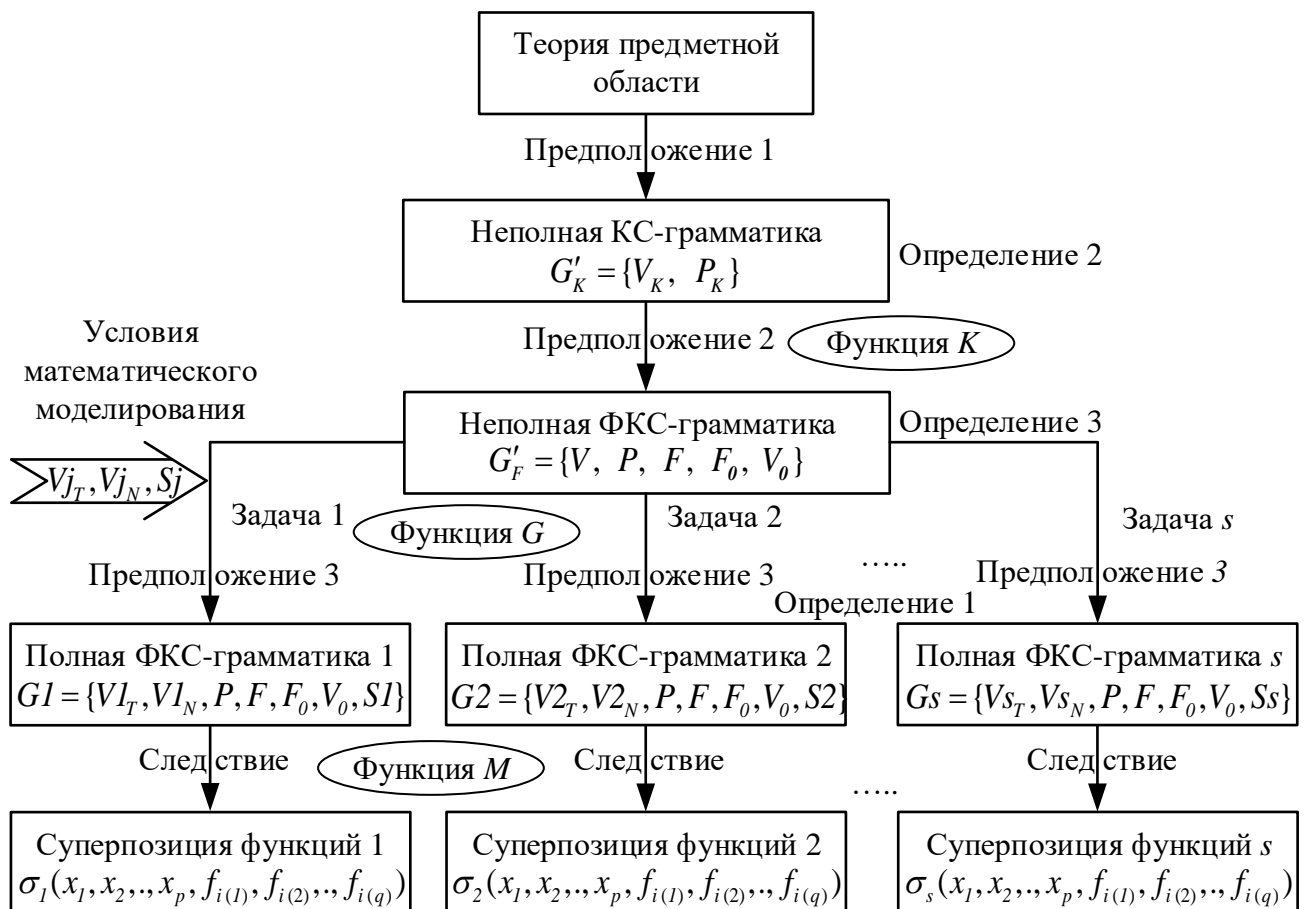 Теория предметной
области
Предположение 1
Неполная КС-грамматика
G′_K = {V_K, P_K}
Определение 2
Предположение 2
Функция K
Условия
математического
моделирования
Vj_T, Vj_N, Sj
Неполная ФКС-грамматика
G′_F = {V, P, F, F_0, V_0}
Определение 3
Задача 1
Функция G
Задача 2
Задача s
Предположение 3
Предположение 3
…..
Предположение 3
Определение 1
Полная ФКС-грамматика 1
G1 = {V1_T, V1_N, P, F, F_0, V_0, S1}
Полная ФКС-грамматика 2
G2 = {V2_T, V2_N, P, F, F_0, V_0, S2}
Полная ФКС-грамматика s
Gs = {Vs_T, Vs_N, P, F, F_0, V_0, Ss}
Следствие
Функция M
Следствие
Следствие
…..
Суперпозиция функций 1
σ_1(x_1, x_2,., x_p, f_i(1), f_i(2),., f_i(q))
Суперпозиция функций 2
σ_2(x_1, x_2,., x_p, f_i(1), f_i(2),., f_i(q))
Суперпозиция функций s
σ_s(x_1, x_2,., x_p, f_i(1), f_i(2),., f_i(q))